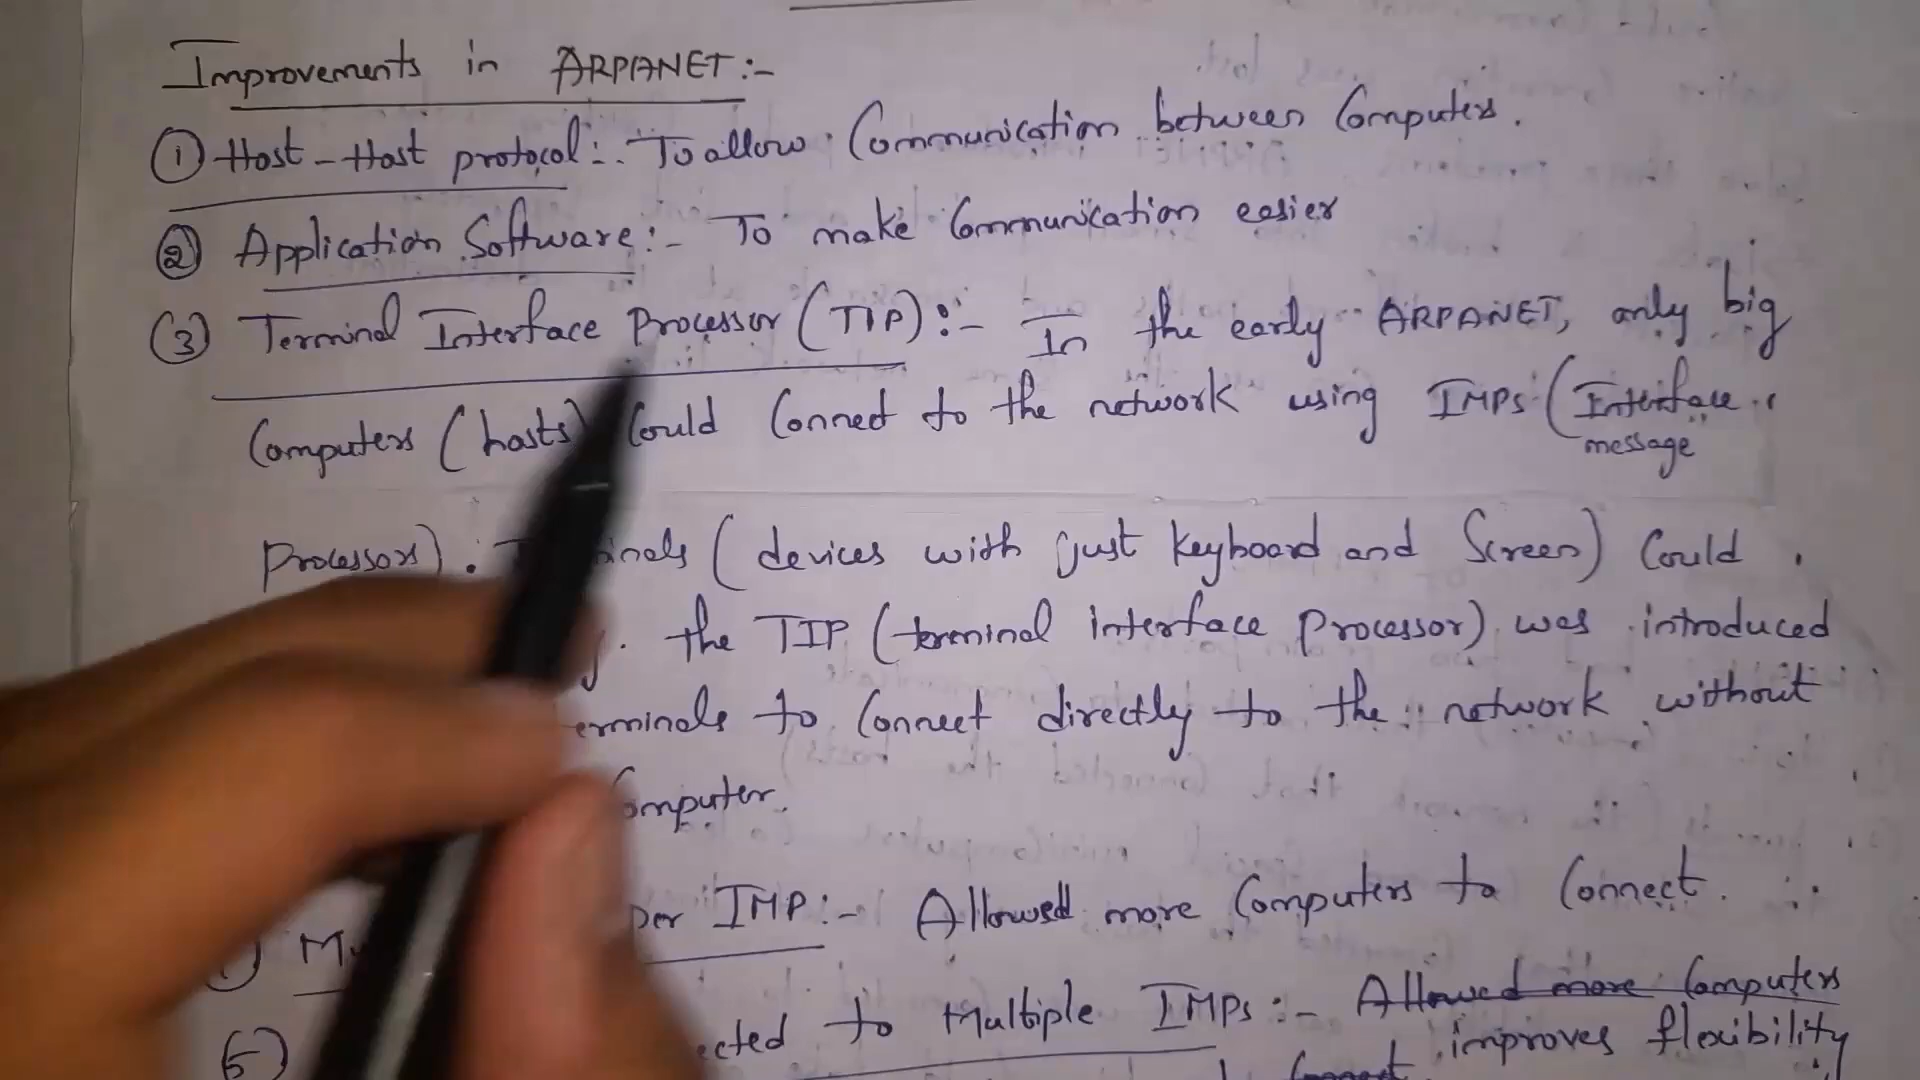 Improvements in ARPANET:-
① Host-Host protocol:- To allow Communication between Computers.
② Application Software:- To make Communication easier
③ Terminal Interface Processor (TIP):- In the early ARPANET, only big
Computers (hosts) Could Connect to the network using IMPs (Interface
message
Processors). (devices with just keyboard and Screen) Could
the TIP (terminal interface processor) was introduced
to Connect directly to the network without
per IMP:- Allowed more Computers to Connect.
5) to Multiple IMPs:- Allowed more Computers
improves flexibility
Connect